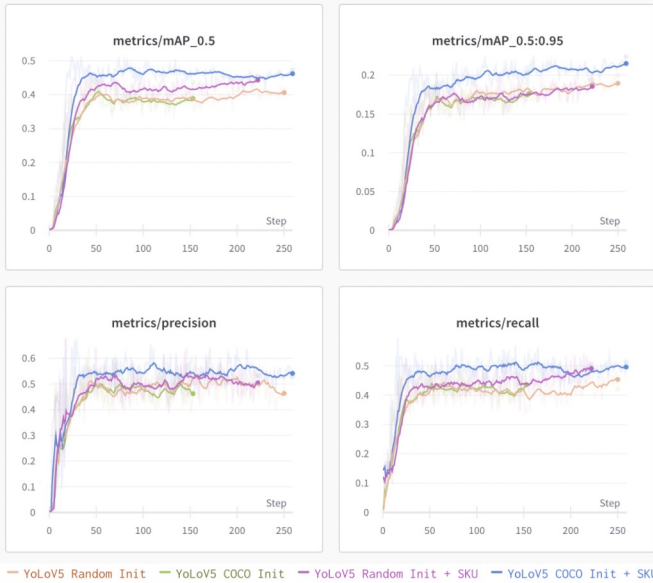 metrics/mAP_0.5
0.5
0.4
0.3
0.2
0.1
0
Step
0 50 100 150 200 250
metrics/mAP_0.5:0.95
0.2
0.15
0.1
0.05
0
Step
0 50 100 150 200 250
metrics/precision
0.6
0.5
0.4
0.3
0.2
0.1
0
Step
0 50 100 150 200 250
metrics/recall
0.5
0.4
0.3
0.2
0.1
0
Step
0 50 100 150 200 250
YoLoV5 Random Init YoLoV5 COCO Init YoLoV5 Random Init + SKU YoLoV5 COCO Init + SKU